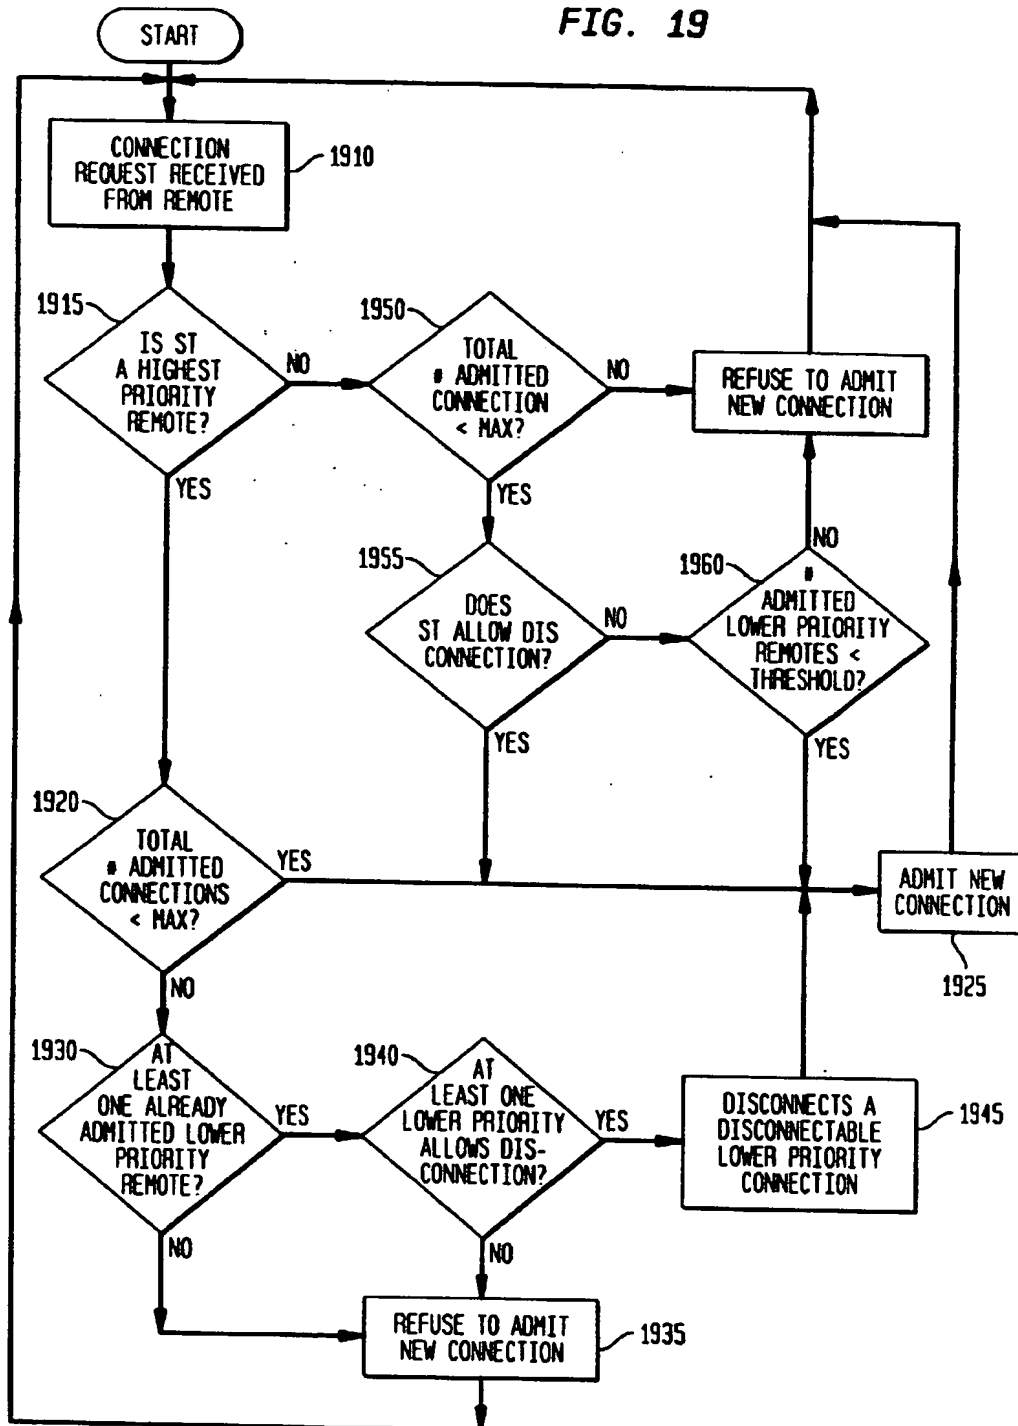 FIG. 19
START
CONNECTION
REQUEST RECEIVED
FROM REMOTE
1910
1915
IS ST
A HIGHEST
PRIORITY
REMOTE?
NO
YES
1950
TOTAL
# ADMITTED
CONNECTION
< MAX?
NO
YES
REFUSE TO ADMIT
NEW CONNECTION
1955
DOES
ST ALLOW DIS
CONNECTION?
NO
YES
1960
NO
#
ADMITTED
LOWER PRIORITY
REMOTES <
THRESHOLD?
YES
1920
TOTAL
# ADMITTED
CONNECTIONS
< MAX?
YES
NO
ADMIT NEW
CONNECTION
1925
1930
AT
LEAST
ONE ALREADY
ADMITTED LOWER
PRIORITY
REMOTE?
YES
NO
1940
AT
LEAST ONE
LOWER PRIORITY
ALLOWS DIS-
CONNECTION?
YES
NO
DISCONNECTS A
DISCONNECTABLE
LOWER PRIORITY
CONNECTION
1945
REFUSE TO ADMIT
NEW CONNECTION
1935